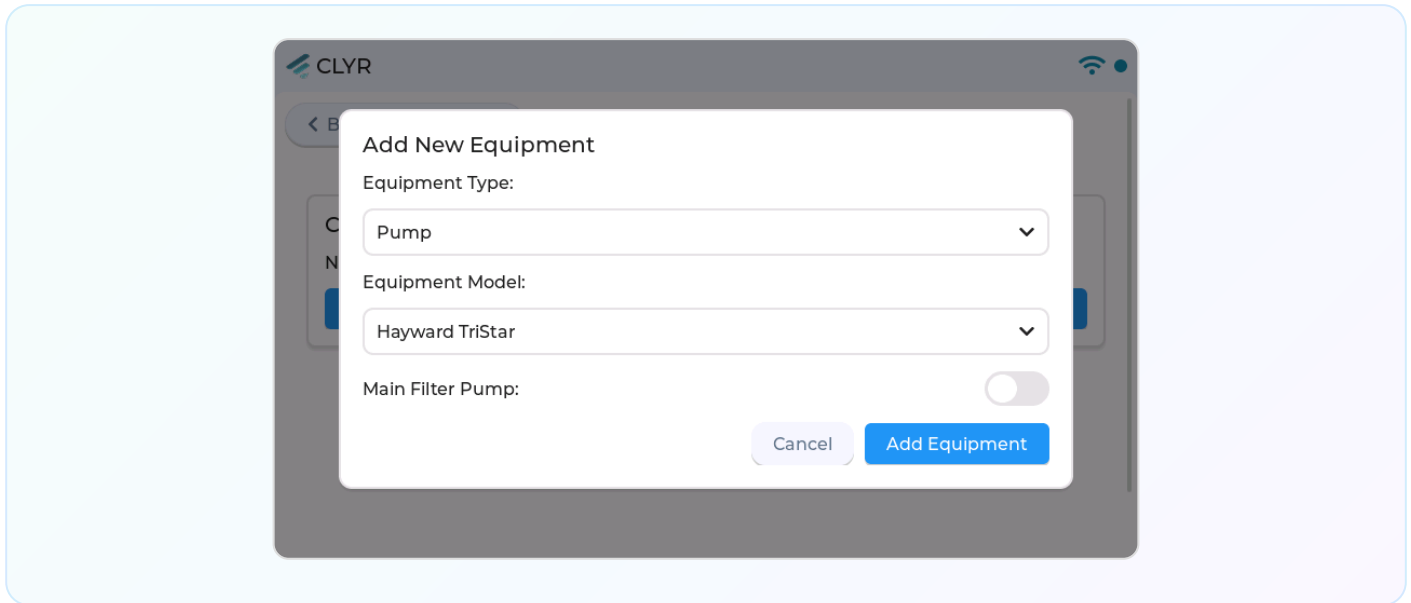 CLYR
Add New Equipment
Equipment Type:
Pump
Equipment Model:
Hayward TriStar
Main Filter Pump:
Cancel
Add Equipment